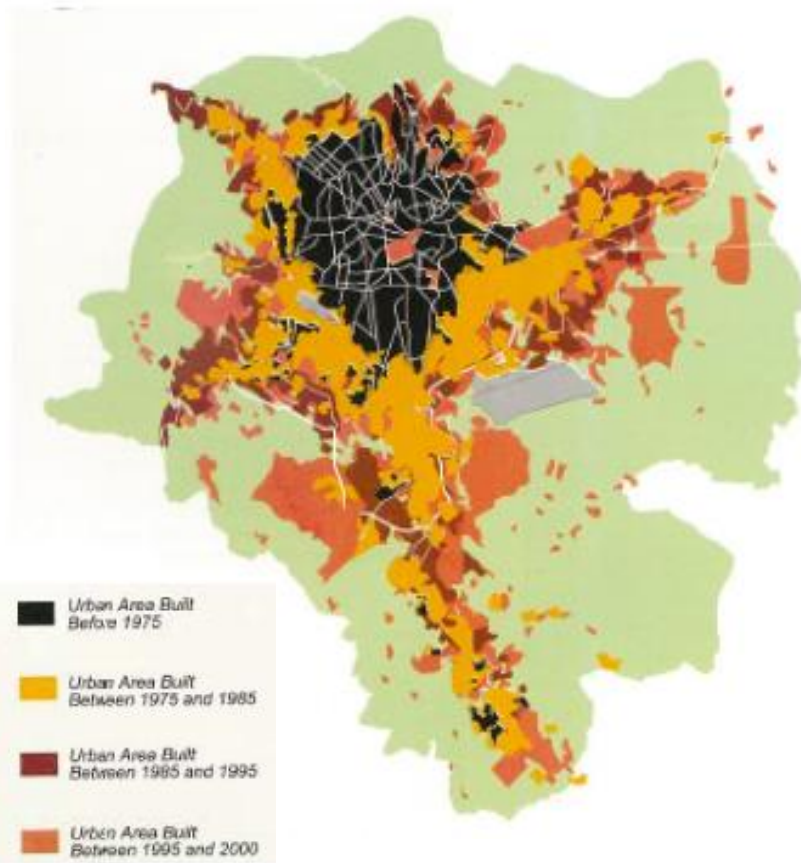 Urban Area Built
Before 1975
Urban Area Built
Between 1975 and 1985
Urban Area Built
Between 1985 and 1995
Urban Area Built
Between 1995 and 2000